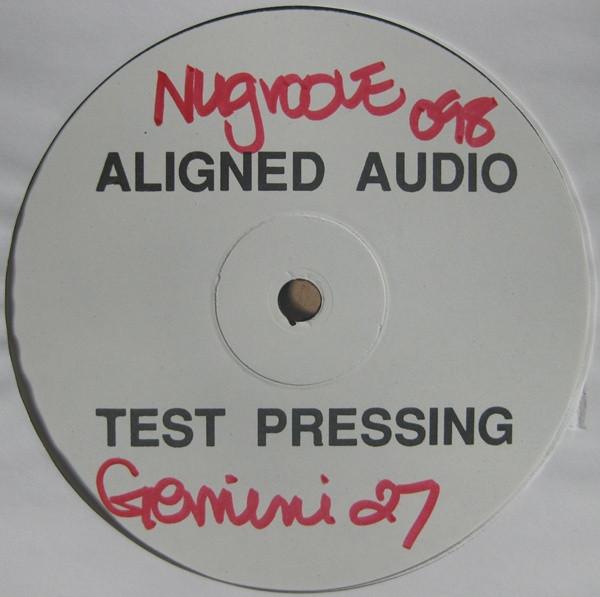 Nugroove 098
ALIGNED AUDIO
TEST PRESSING
Gemini 27